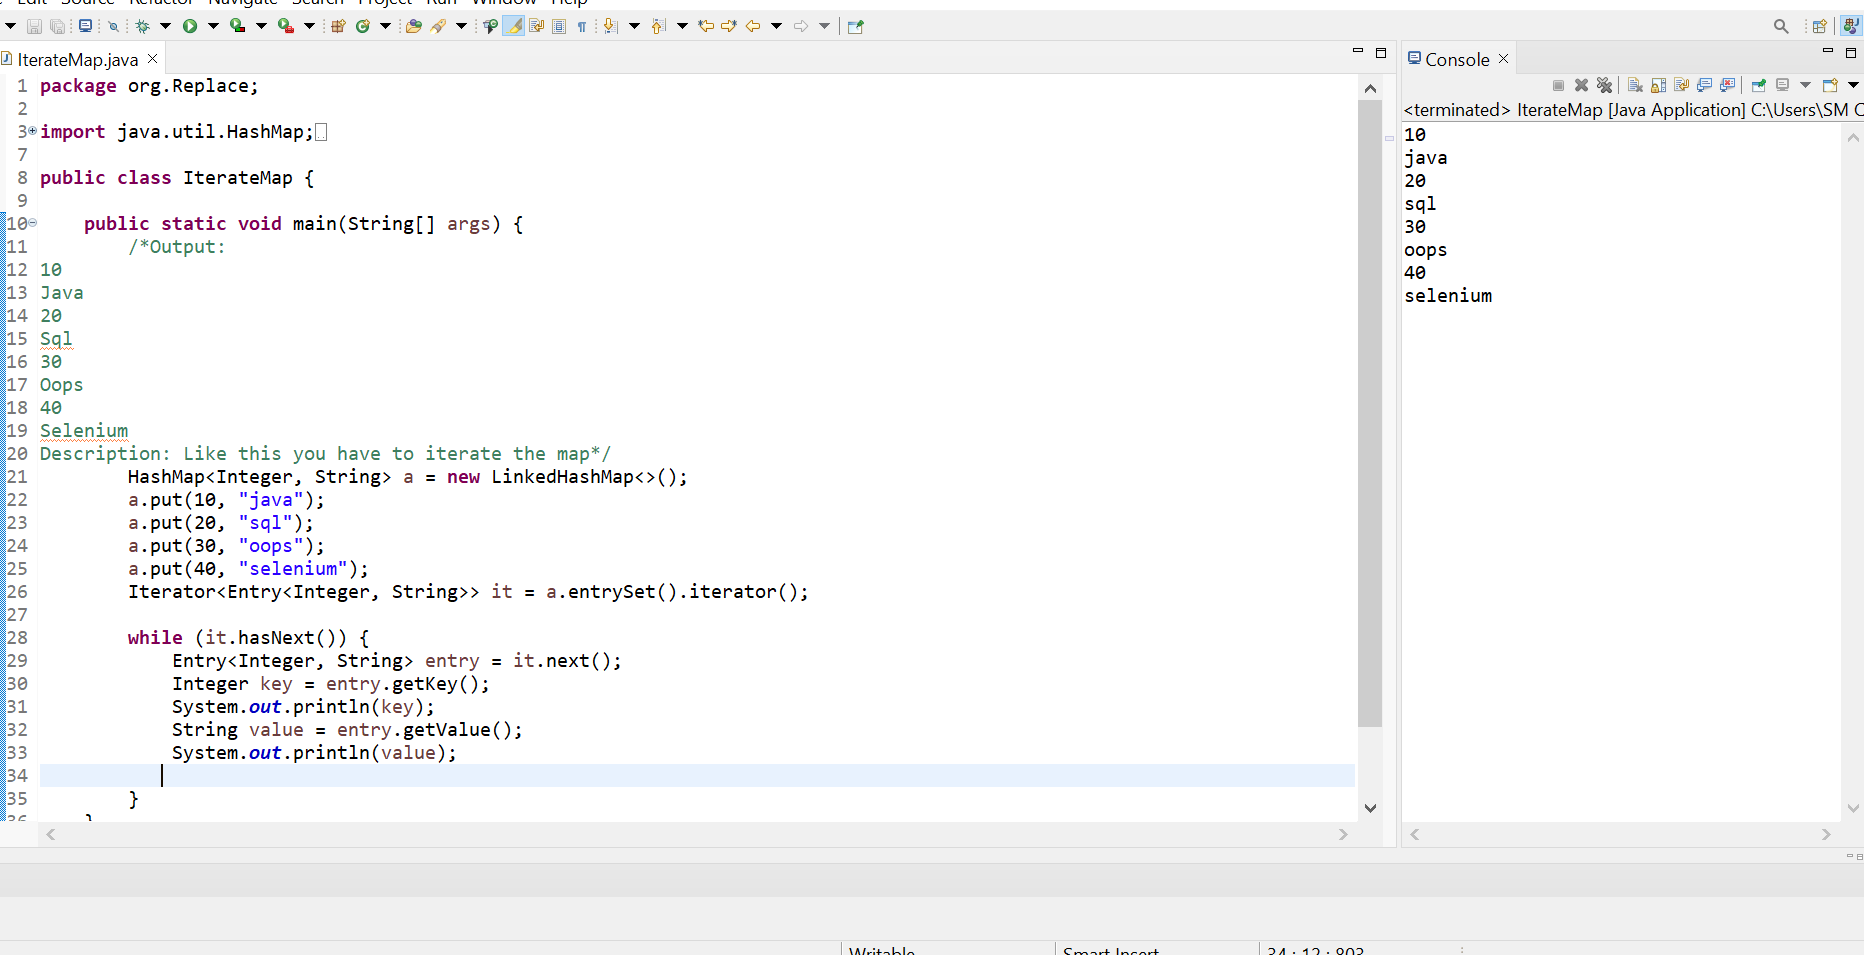 Edit Source Refactor Navigate Search Project Run Window Help
IterateMap.java
1 package org.Replace;
2
3 import java.util.HashMap;
7
8 public class IterateMap {
9
10 public static void main(String[] args) {
11 /*Output:
12 10
13 Java
14 20
15 Sql
16 30
17 Oops
18 40
19 Selenium
20 Description: Like this you have to iterate the map*/
21 HashMap<Integer, String> a = new LinkedHashMap<>();
22 a.put(10, "java");
23 a.put(20, "sql");
24 a.put(30, "oops");
25 a.put(40, "selenium");
26 Iterator<Entry<Integer, String>> it = a.entrySet().iterator();
27
28 while (it.hasNext()) {
29 Entry<Integer, String> entry = it.next();
30 Integer key = entry.getKey();
31 System.out.println(key);
32 String value = entry.getValue();
33 System.out.println(value);
34
35 }
36 }
Console
<terminated> IterateMap [Java Application] C:\Users\SM C
10
java
20
sql
30
oops
40
selenium
Writable Smart Insert 34 : 12 : 803